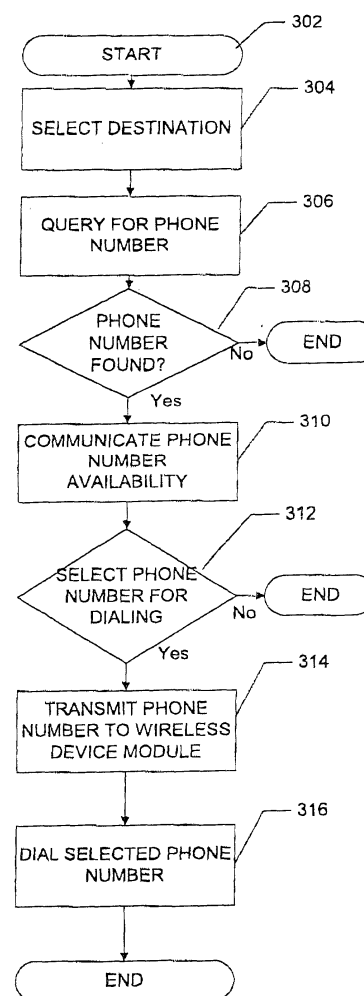 302
START
304
SELECT DESTINATION
306
QUERY FOR PHONE
NUMBER
308
PHONE
NUMBER
FOUND?
No
END
Yes
310
COMMUNICATE PHONE
NUMBER
AVAILABILITY
312
SELECT PHONE
NUMBER FOR
DIALING
No
END
Yes
314
TRANSMIT PHONE
NUMBER TO WIRELESS
DEVICE MODULE
316
DIAL SELECTED PHONE
NUMBER
END